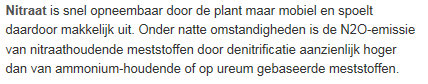 Nitraat is snel opneembaar door de plant maar mobiel en spoelt
daardoor makkelijk uit. Onder natte omstandigheden is de N2O-emissie
van nitraathoudende meststoffen door denitrificatie aanzienlijk hoger
dan van ammonium-houdende of op ureum gebaseerde meststoffen.